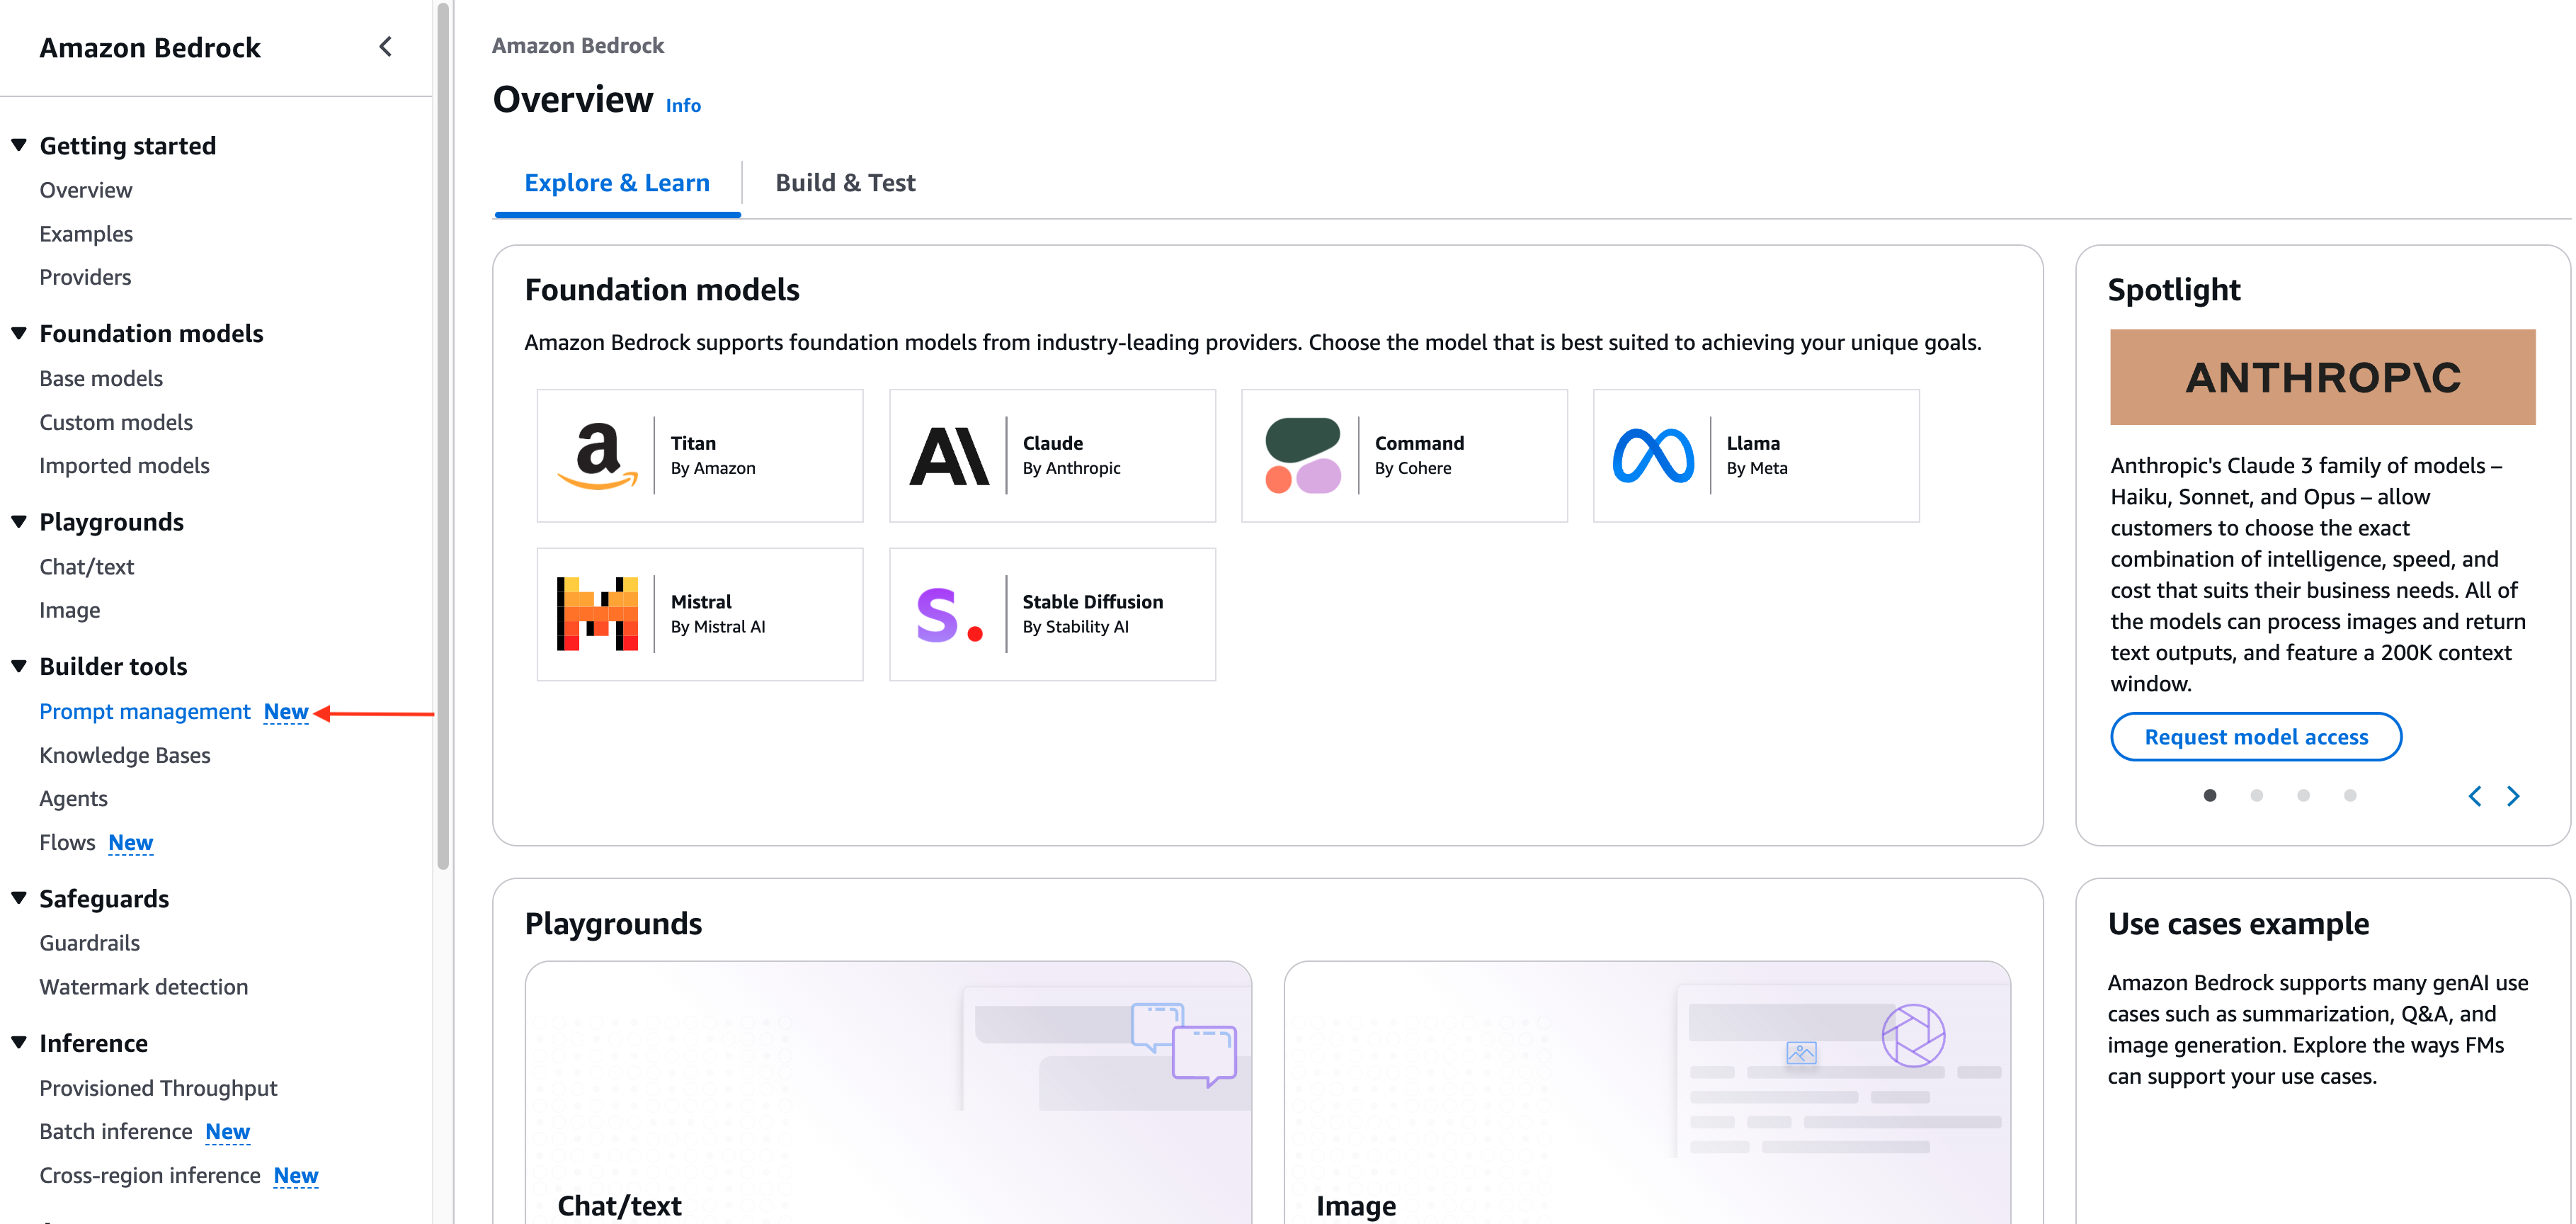 Amazon Bedrock
Getting started
Overview
Examples
Providers
Foundation models
Base models
Custom models
Imported models
Playgrounds
Chat/text
Image
Builder tools
Prompt management New
Knowledge Bases
Agents
Flows New
Safeguards
Guardrails
Watermark detection
Inference
Provisioned Throughput
Batch inference New
Cross-region inference New
Amazon Bedrock
Overview Info
Explore & Learn
Build & Test
Foundation models
Amazon Bedrock supports foundation models from industry-leading providers. Choose the model that is best suited to achieving your unique goals.
a
Titan
By Amazon
A\
Claude
By Anthropic
Command
By Cohere
Llama
By Meta
Mistral
By Mistral AI
S.
Stable Diffusion
By Stability AI
Playgrounds
Chat/text
Image
Spotlight
ANTHROP\C
Anthropic's Claude 3 family of models –
Haiku, Sonnet, and Opus – allow
customers to choose the exact
combination of intelligence, speed, and
cost that suits their business needs. All of
the models can process images and return
text outputs, and feature a 200K context
window.
Request model access
Use cases example
Amazon Bedrock supports many genAI use
cases such as summarization, Q&A, and
image generation. Explore the ways FMs
can support your use cases.